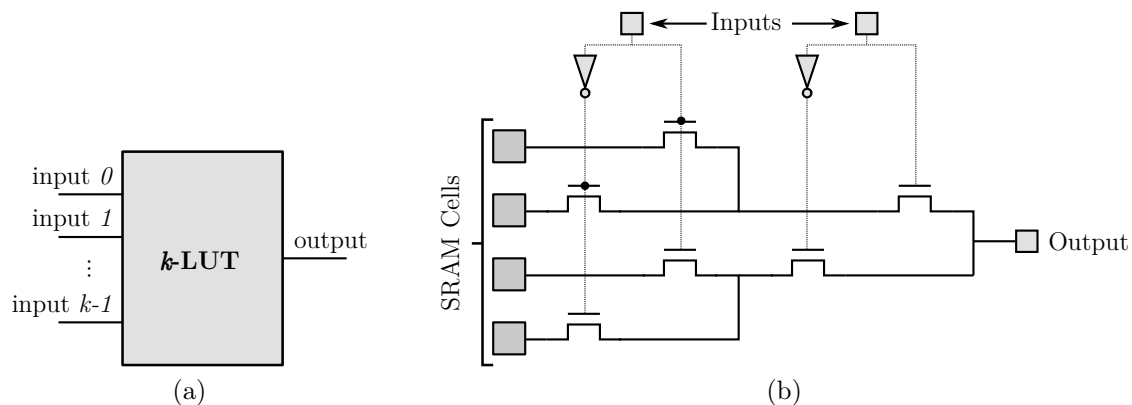 input 0
input 1
⋮
input k-1
k-LUT
output
(a)
Inputs
SRAM Cells
Output
(b)